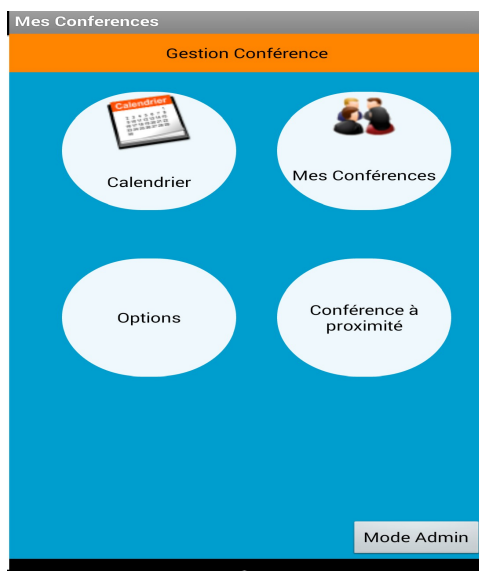 Mes Conferences
Gestion Conférence
Calendrier
Calendrier
Mes Conférences
Options
Conférence à
proximité
Mode Admin